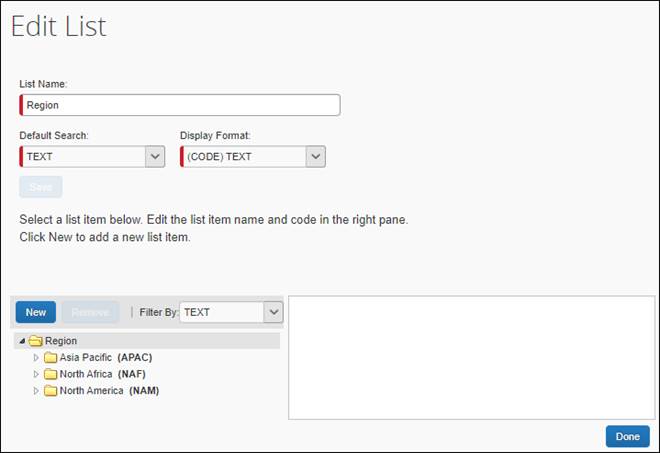 Edit List
List Name:
Region
Default Search: Display Format:
TEXT (CODE) TEXT
Save
Select a list item below. Edit the list item name and code in the right pane.
Click New to add a new list item.
New Remove | Filter By: TEXT
Region
Asia Pacific (APAC)
North Africa (NAF)
North America (NAM)
Done